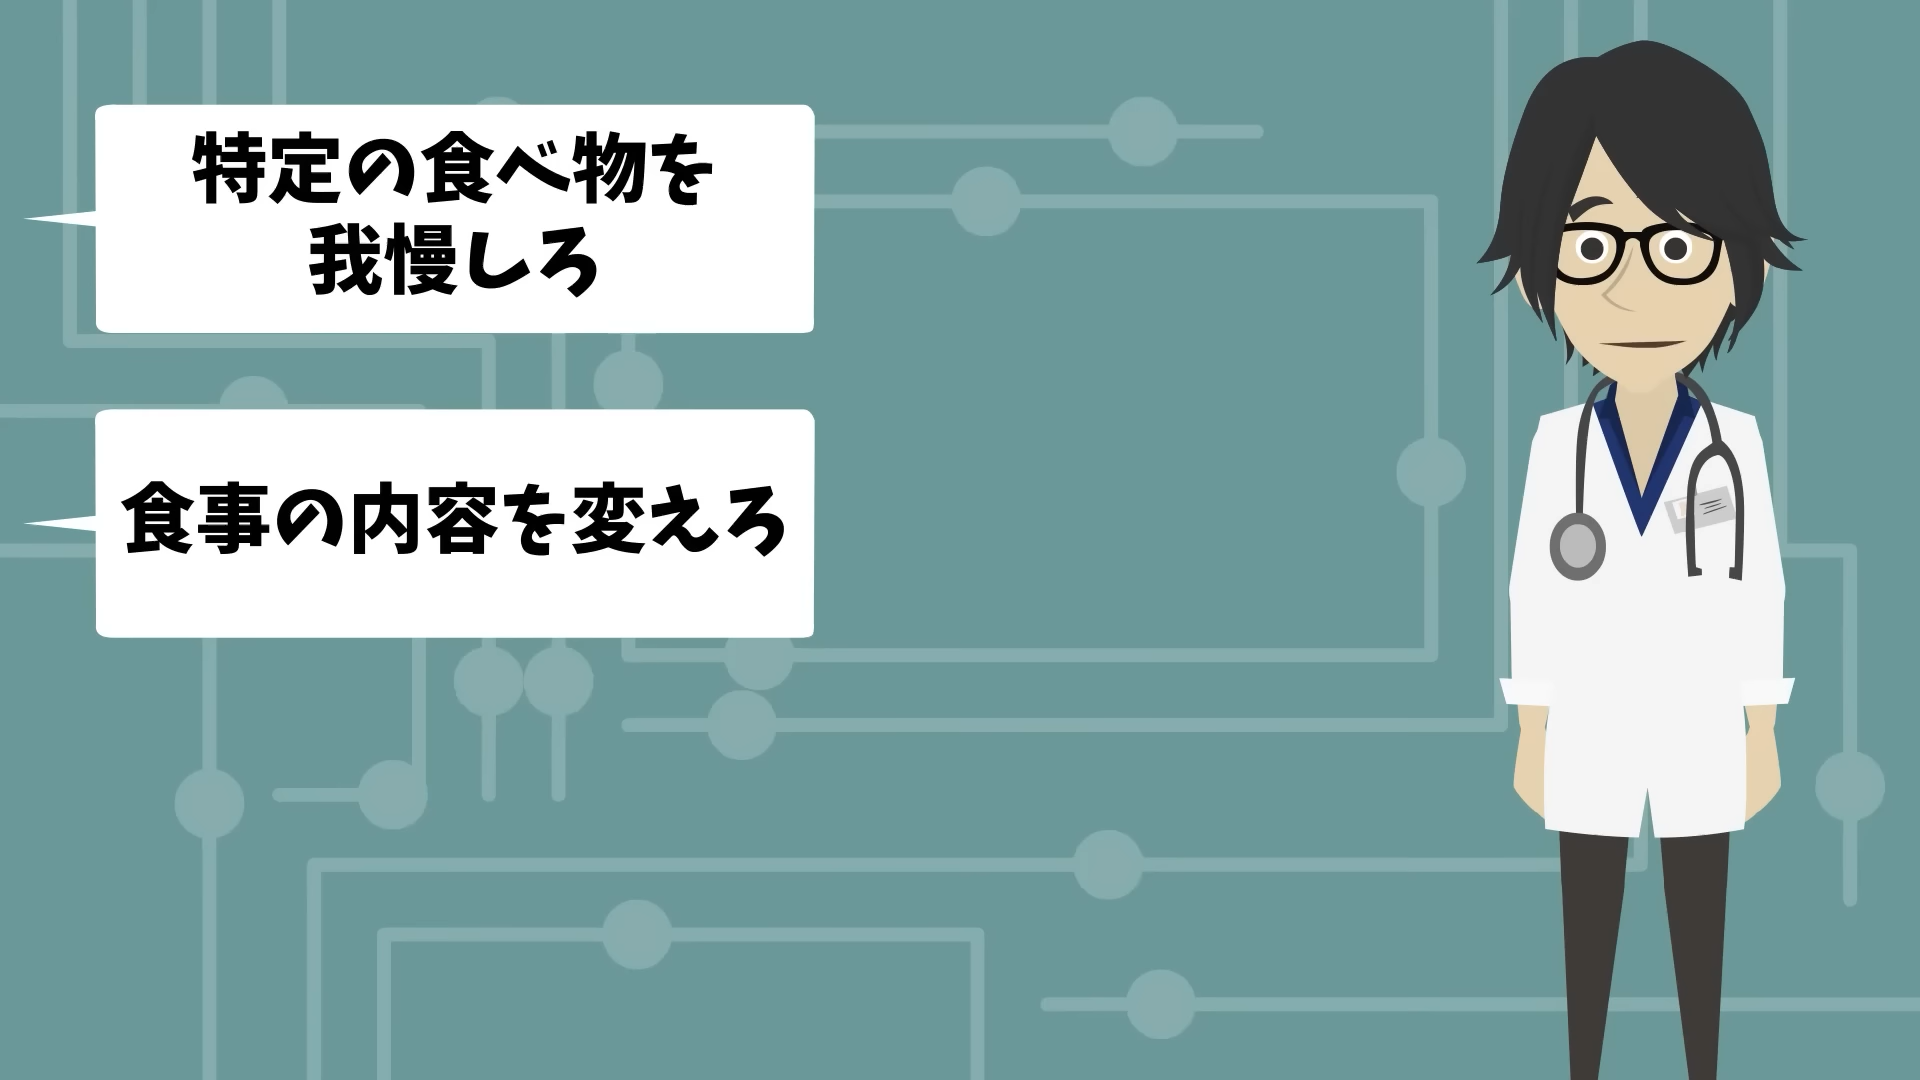 特定の食べ物を
我慢しろ
食事の内容を変えろ